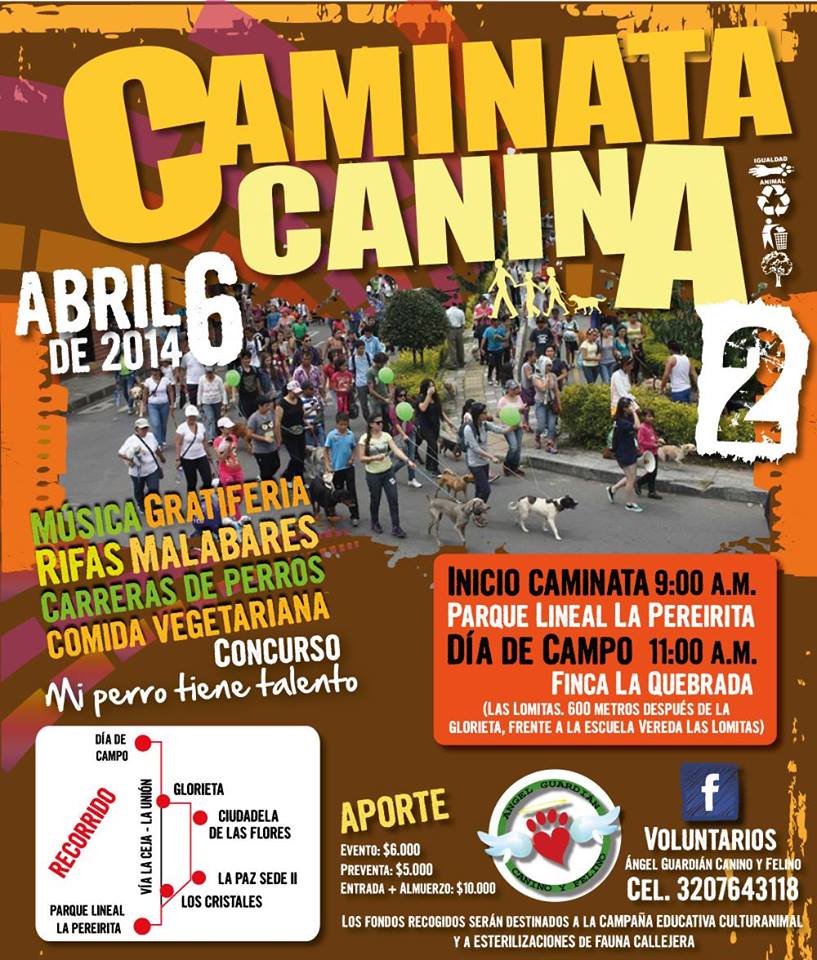 CAMINATA
CANINA
2
IGUALDAD
ANIMAL
ABRIL 6
DE 2014
MÚSICA GRATIFERIA
RIFAS MALABARES
CARRERAS DE PERROS
COMIDA VEGETARIANA
CONCURSO
Mi perro tiene talento
INICIO CAMINATA 9:00 A.M.
PARQUE LINEAL LA PEREIRITA
DÍA DE CAMPO 11:00 A.M.
FINCA LA QUEBRADA
(LAS LOMITAS. 600 METROS DESPUÉS DE LA
GLORIETA, FRENTE A LA ESCUELA VEREDA LAS LOMITAS)
RECORRIDO
DÍA DE
CAMPO
VÍA LA CEJA - LA UNIÓN
GLORIETA
CIUDADELA
DE LAS FLORES
LA PAZ SEDE II
LOS CRISTALES
PARQUE LINEAL
LA PEREIRITA
APORTE
EVENTO: $6.000
PREVENTA: $5.000
ENTRADA + ALMUERZO: $10.000
ANGEL GUARDIAN
CANINO Y FELINO
f
VOLUNTARIOS
ÁNGEL GUARDIÁN CANINO Y FELINO
CEL. 3207643118
LOS FONDOS RECOGIDOS SERÁN DESTINADOS A LA CAMPAÑA EDUCATIVA CULTURANIMAL
Y A ESTERILIZACIONES DE FAUNA CALLEJERA